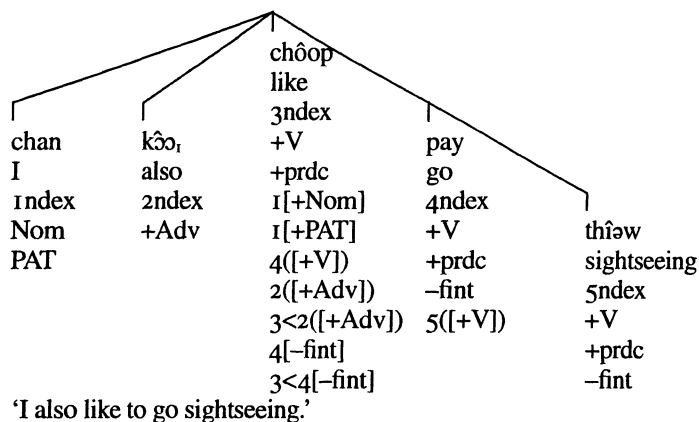 chan
I
1ndex
Nom
PAT
kɔ̂ɔ₁
also
2ndex
+Adv
chôop
like
3ndex
+V
+prdc
1[+Nom]
1[+PAT]
4([+V])
2([+Adv])
3<2([+Adv])
4[–fint]
3<4[–fint]
pay
go
4ndex
+V
+prdc
–fint
5([+V])
thîəw
sightseeing
5ndex
+V
+prdc
–fint
‘I also like to go sightseeing.’